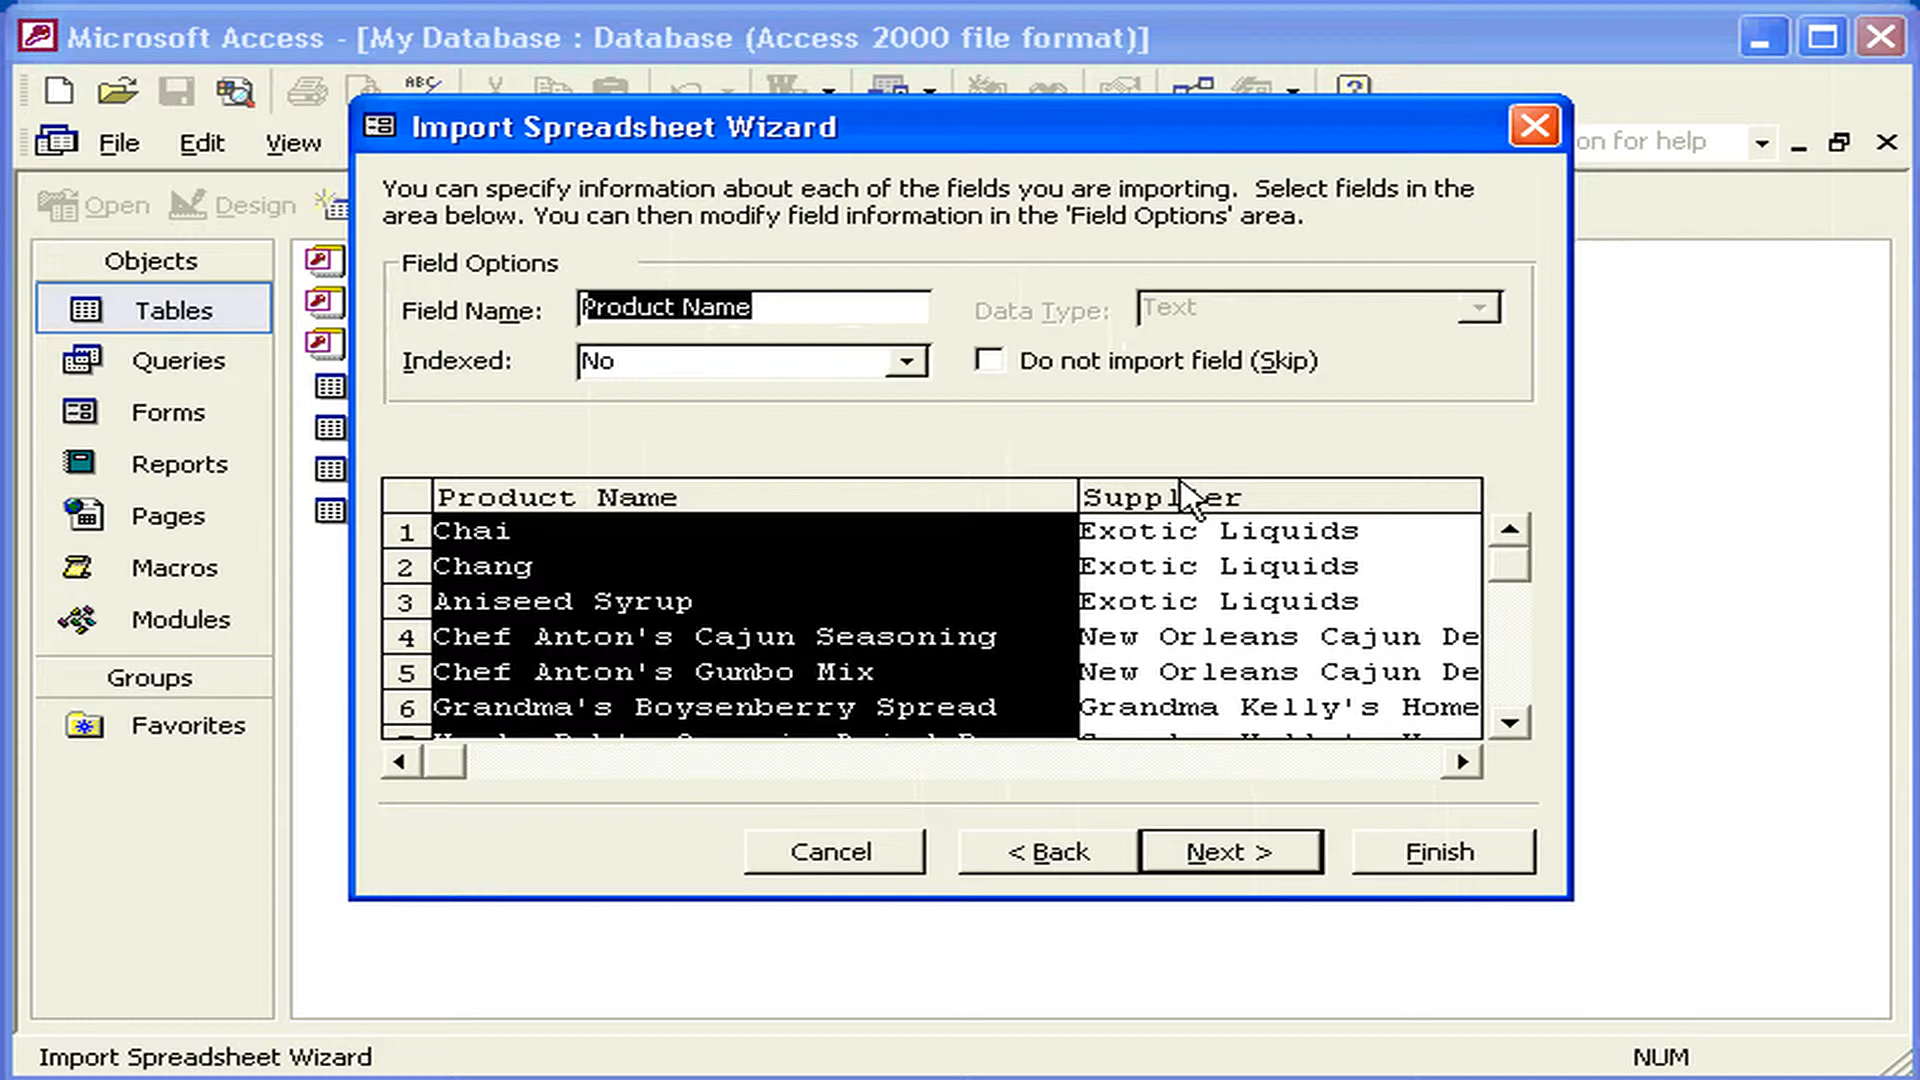 Microsoft Access - [My Database : Database (Access 2000 file format)]
ABC
File Edit View
on for help
Import Spreadsheet Wizard
Open Design
You can specify information about each of the fields you are importing. Select fields in the
area below. You can then modify field information in the 'Field Options' area.
Objects
Tables
Queries
Forms
Reports
Pages
Macros
Modules
Groups
Favorites
Field Options
Field Name: Product Name Data Type: Text
Indexed: No Do not import field (Skip)
Product Name Supplier
1 Chai Exotic Liquids
2 Chang Exotic Liquids
3 Aniseed Syrup Exotic Liquids
4 Chef Anton's Cajun Seasoning New Orleans Cajun De
5 Chef Anton's Gumbo Mix New Orleans Cajun De
6 Grandma's Boysenberry Spread Grandma Kelly's Home
Cancel < Back Next > Finish
Import Spreadsheet Wizard NUM